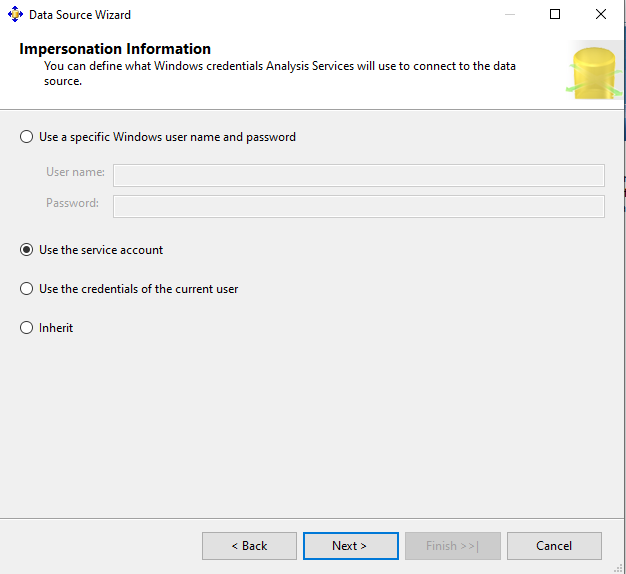 Data Source Wizard
Impersonation Information
You can define what Windows credentials Analysis Services will use to connect to the data
source.
Use a specific Windows user name and password
User name:
Password:
Use the service account
Use the credentials of the current user
Inherit
< Back
Next >
Finish >>|
Cancel